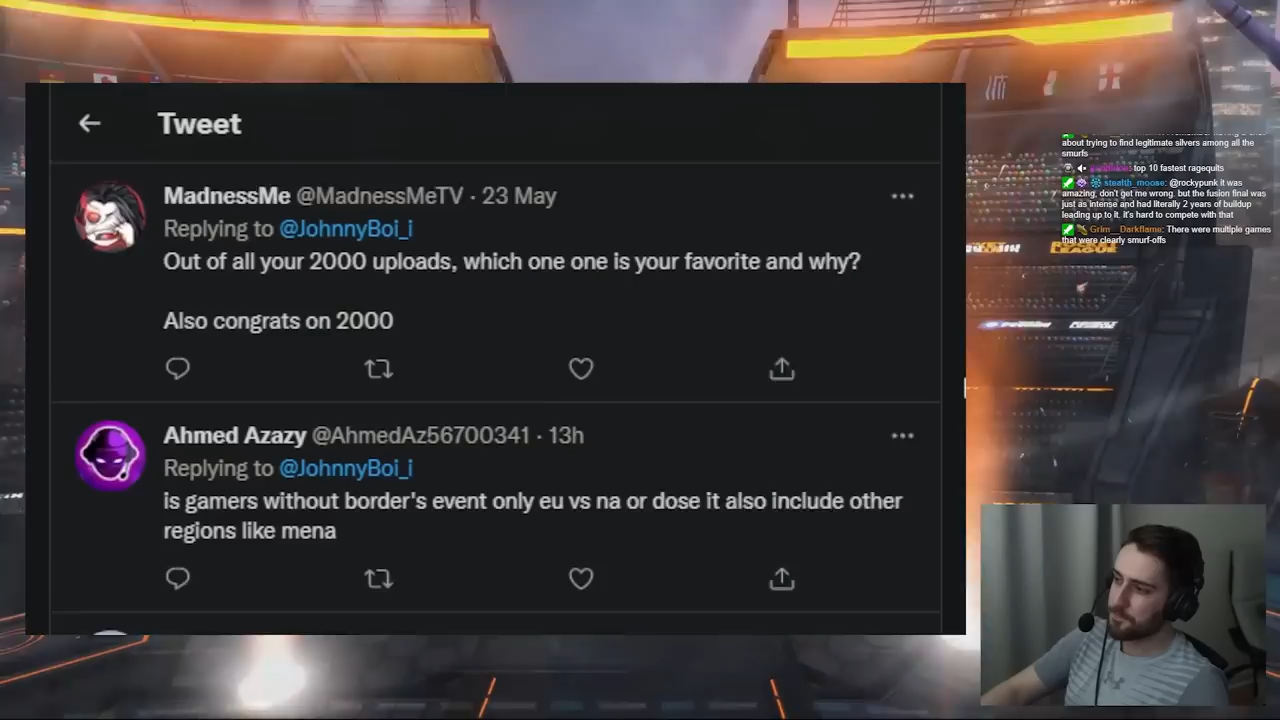 Tweet
MadnessMe @MadnessMeTV · 23 May
Replying to @JohnnyBoi_i
Out of all your 2000 uploads, which one one is your favorite and why?
Also congrats on 2000
Ahmed Azazy @AhmedAz56700341 · 13h
Replying to @JohnnyBoi_i
is gamers without border's event only eu vs na or dose it also include other
regions like mena
about trying to find legitimate silvers among all the
smurfs
top 10 fastest ragequits
stealth_moose: @rockypunk it was
amazing, don't get me wrong. but the fusion final was
just as intense and had literally 2 years of buildup
leading up to it. it's hard to compete with that
Grim__Darkflame: There were multiple games
that were clearly smurf-offs
LEAGUE